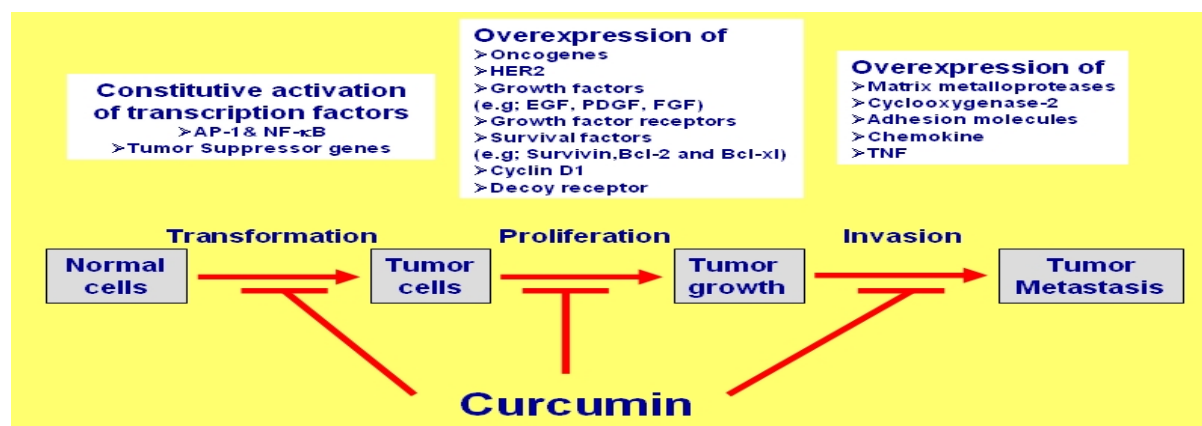 Constitutive activation
of transcription factors
➢AP-1& NF-κB
➢Tumor Suppressor genes
Overexpression of
➢Oncogenes
➢HER2
➢Growth factors
(e.g; EGF, PDGF, FGF)
➢Growth factor receptors
➢Survival factors
(e.g; Survivin,Bcl-2 and Bcl-xl)
➢Cyclin D1
➢Decoy receptor
Overexpression of
➢Matrix metalloproteases
➢Cyclooxygenase-2
➢Adhesion molecules
➢Chemokine
➢TNF
Transformation
Proliferation
Invasion
Normal
cells
Tumor
cells
Tumor
growth
Tumor
Metastasis
Curcumin